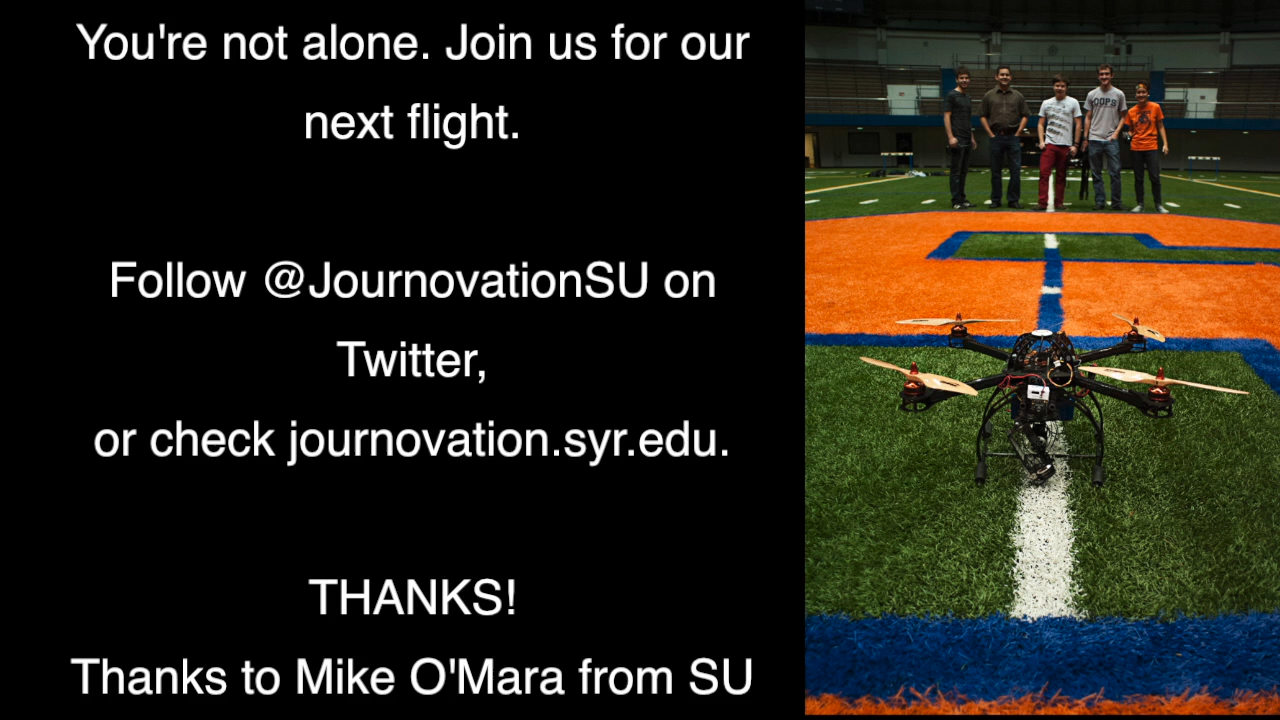 You're not alone. Join us for our
next flight.
Follow @JournovationSU on
Twitter,
or check journovation.syr.edu.
THANKS!
Thanks to Mike O'Mara from SU